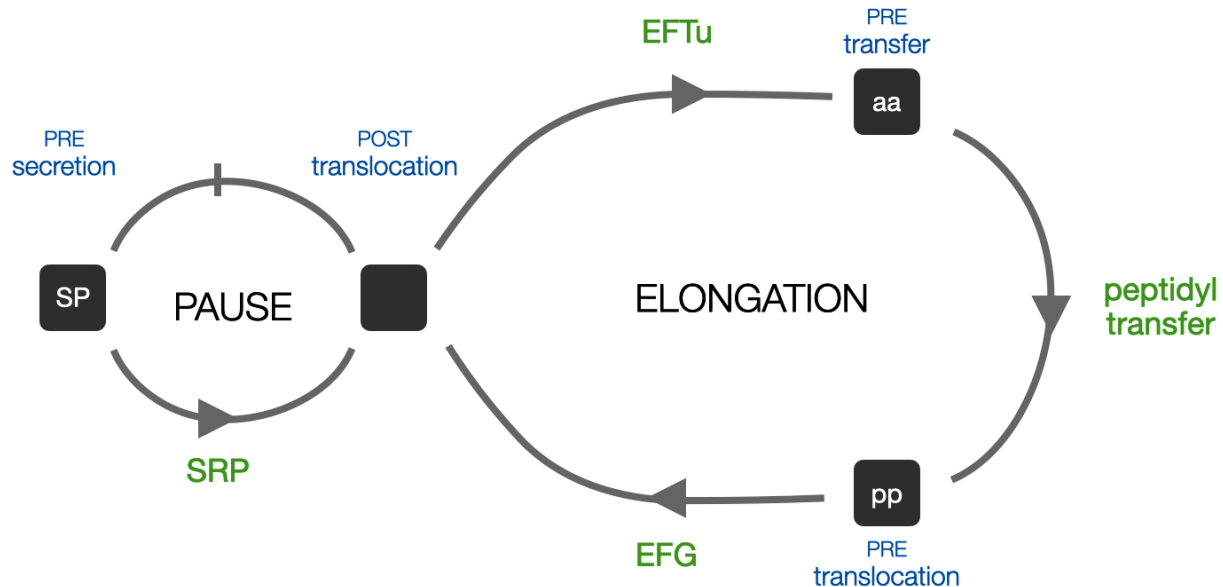 EFTu
PRE
transfer
aa
PRE
secretion
POST
translocation
SP
PAUSE
ELONGATION
peptidyl
transfer
SRP
pp
EFG
PRE
translocation